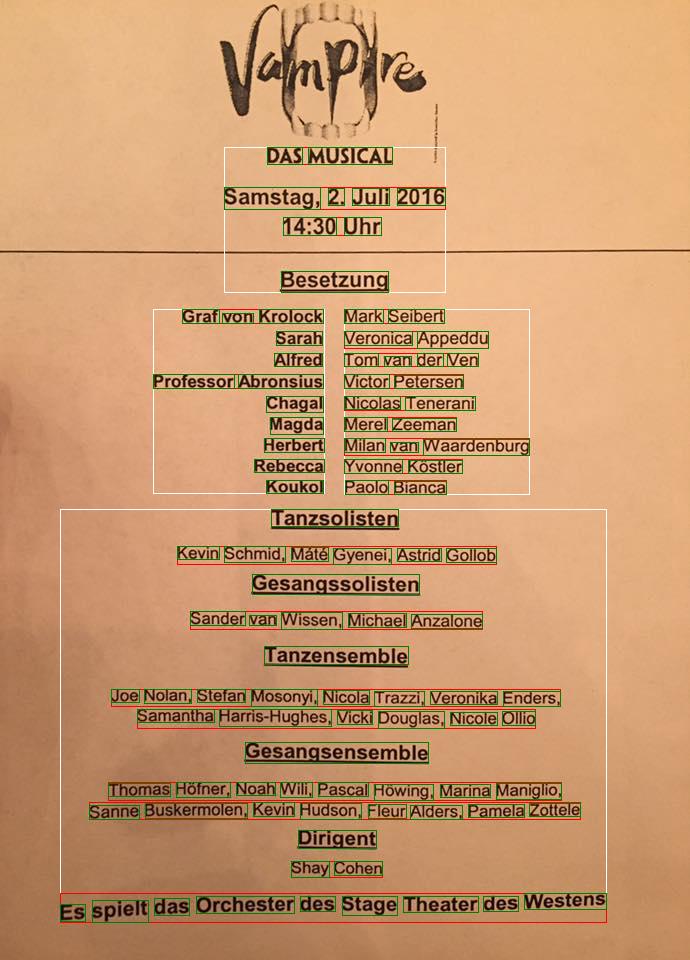 Vampire
DAS MUSICAL
Samstag, 2. Juli 2016
14:30 Uhr
Besetzung
Graf von Krolock Mark Seibert
Sarah Veronica Appeddu
Alfred Tom van der Ven
Professor Abronsius Victor Petersen
Chagal Nicolas Tenerani
Magda Merel Zeeman
Herbert Milan van Waardenburg
Rebecca Yvonne Köstler
Koukol Paolo Bianca
Tanzsolisten
Kevin Schmid, Máté Gyenei, Astrid Gollob
Gesangssolisten
Sander van Wissen, Michael Anzalone
Tanzensemble
Joe Nolan, Stefan Mosonyi, Nicola Trazzi, Veronika Enders,
Samantha Harris-Hughes, Vicki Douglas, Nicole Ollio
Gesangsensemble
Thomas Höfner, Noah Wili, Pascal Höwing, Marina Maniglio,
Sanne Buskermolen, Kevin Hudson, Fleur Alders, Pamela Zottele
Dirigent
Shay Cohen
Es spielt das Orchester des Stage Theater des Westens